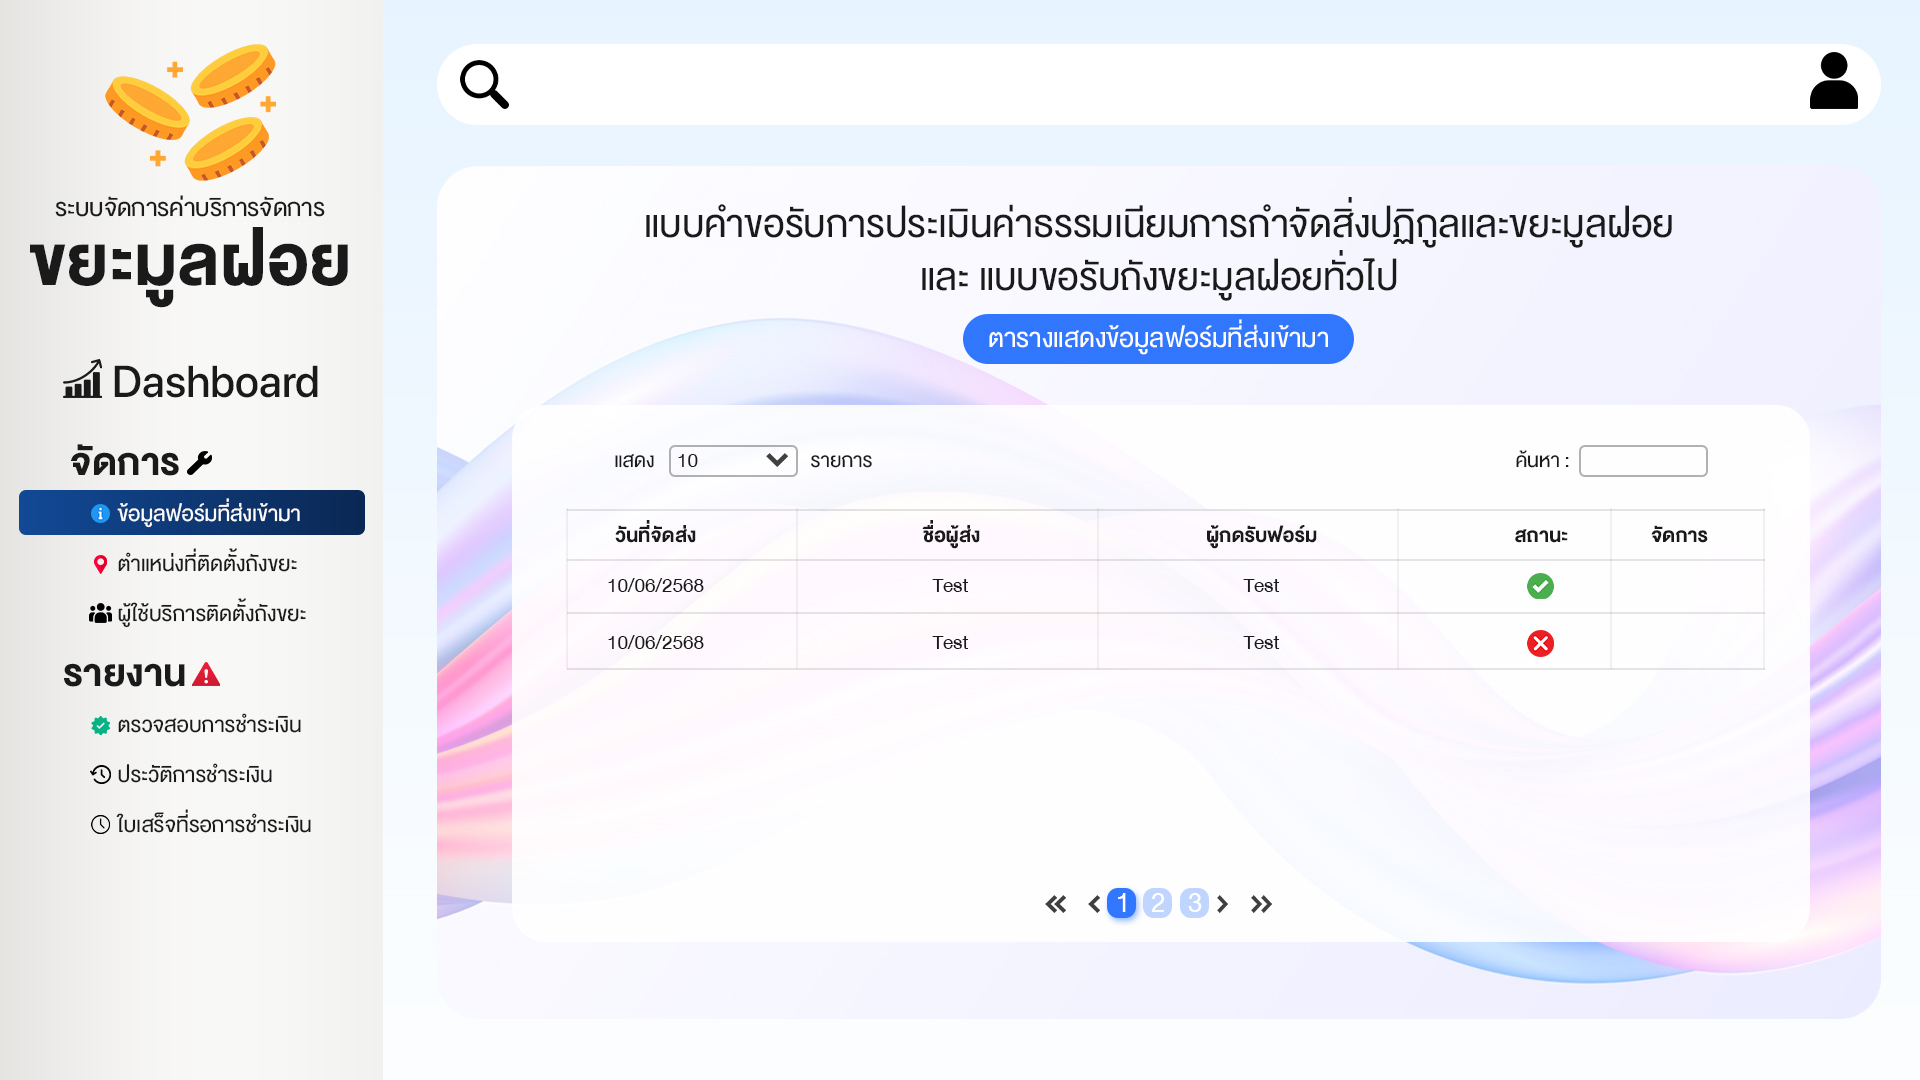 ระบบจัดการค่าบริการจัดการ
ขยะมูลฝอย
Dashboard
จัดการ
ข้อมูลฟอร์มที่ส่งเข้ามา
ตำแหน่งที่ติดตั้งถังขยะ
ผู้ใช้บริการติดตั้งถังขยะ
รายงาน
ตรวจสอบการชำระเงิน
ประวัติการชำระเงิน
ใบเสร็จที่รอการชำระเงิน
แบบคำขอรับการประเมินค่าธรรมเนียมการกำจัดสิ่งปฏิกูลและขยะมูลฝอย
และ แบบขอรับถังขยะมูลฝอยทั่วไป
ตารางแสดงข้อมูลฟอร์มที่ส่งเข้ามา
แสดง 10 รายการ ค้นหา :
วันที่จัดส่ง ชื่อผู้ส่ง ผู้กดรับฟอร์ม สถานะ จัดการ
10/06/2568 Test Test
10/06/2568 Test Test
1 2 3